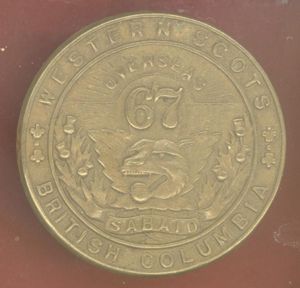 WESTERN SCOTS
OVERSEAS
67
SABAID
BRITISH COLUMBIA